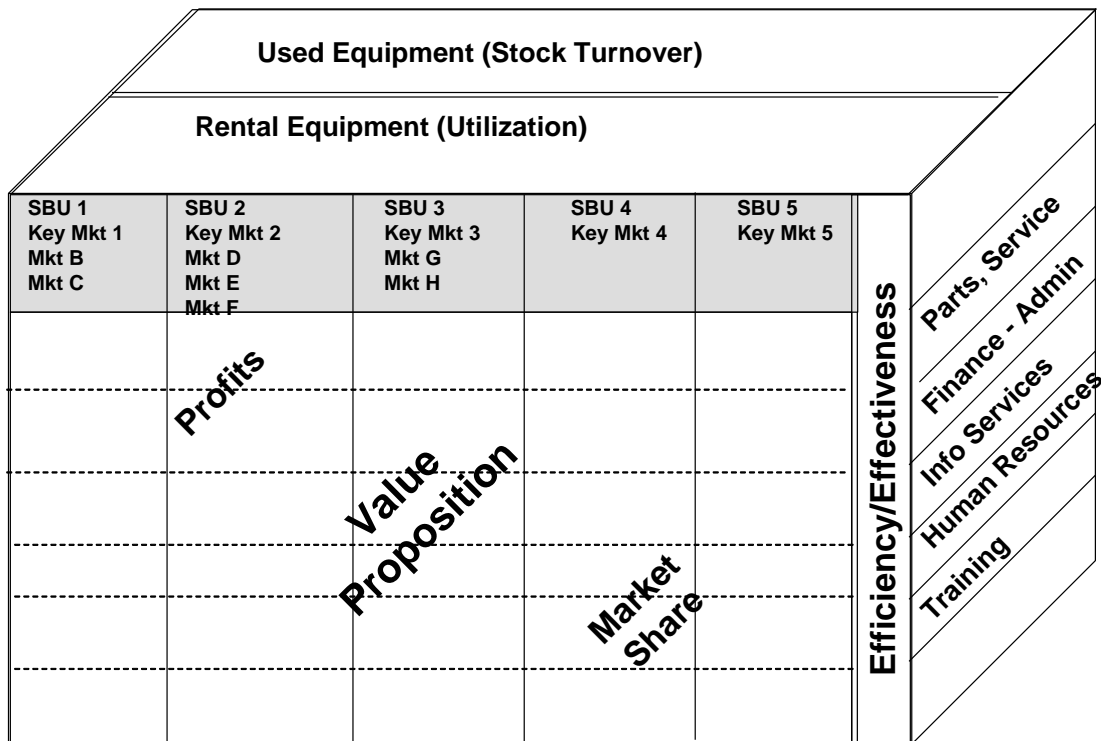 Used Equipment (Stock Turnover)
Rental Equipment (Utilization)
SBU 1
Key Mkt 1
Mkt B
Mkt C
SBU 2
Key Mkt 2
Mkt D
Mkt E
Mkt F
SBU 3
Key Mkt 3
Mkt G
Mkt H
SBU 4
Key Mkt 4
SBU 5
Key Mkt 5
Profits
Value
Proposition
Market
Share
Efficiency/Effectiveness
Parts, Service
Finance - Admin
Info Services
Human Resources
Training